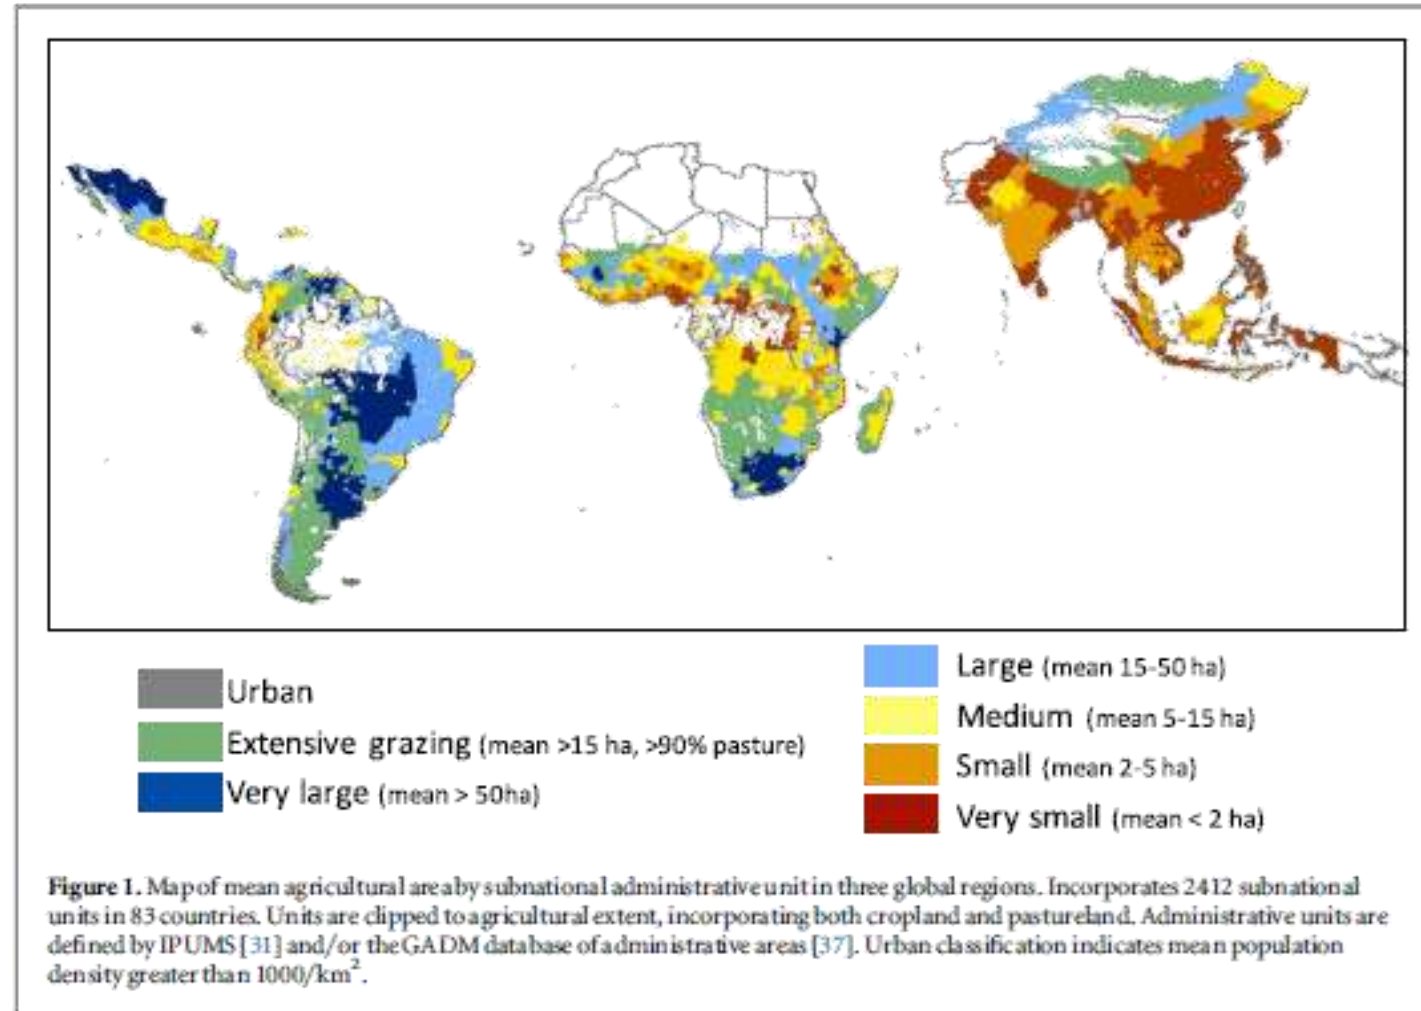 Urban
Extensive grazing (mean >15 ha, >90% pasture)
Very large (mean > 50ha)
Large (mean 15-50 ha)
Medium (mean 5-15 ha)
Small (mean 2-5 ha)
Very small (mean < 2 ha)
Figure 1. Map of mean agricultural area by subnational administrative unit in three global regions. Incorporates 2412 subnational
units in 83 countries. Units are clipped to agricultural extent, incorporating both cropland and pastureland. Administrative units are
defined by IPUMS [31] and/or the GADM database of administrative areas [37]. Urban classification indicates mean population
density greater than 1000/km².